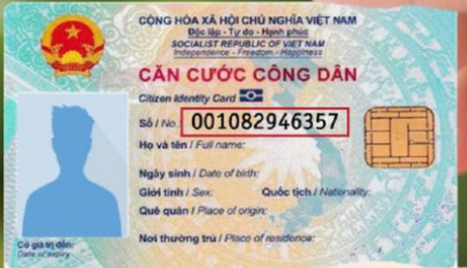 CỘNG HÒA XÃ HỘI CHỦ NGHĨA VIỆT NAM
Độc lập - Tự do - Hạnh phúc
SOCIALIST REPUBLIC OF VIET NAM
Independence - Freedom - Happiness
CĂN CƯỚC CÔNG DÂN
Citizen Identity Card
Số / No.: 001082946357
Họ và tên / Full name:
Ngày sinh / Date of birth:
Giới tính / Sex: Quốc tịch / Nationality:
Quê quán / Place of origin:
Có giá trị đến:
Date of expiry
Nơi thường trú / Place of residence: